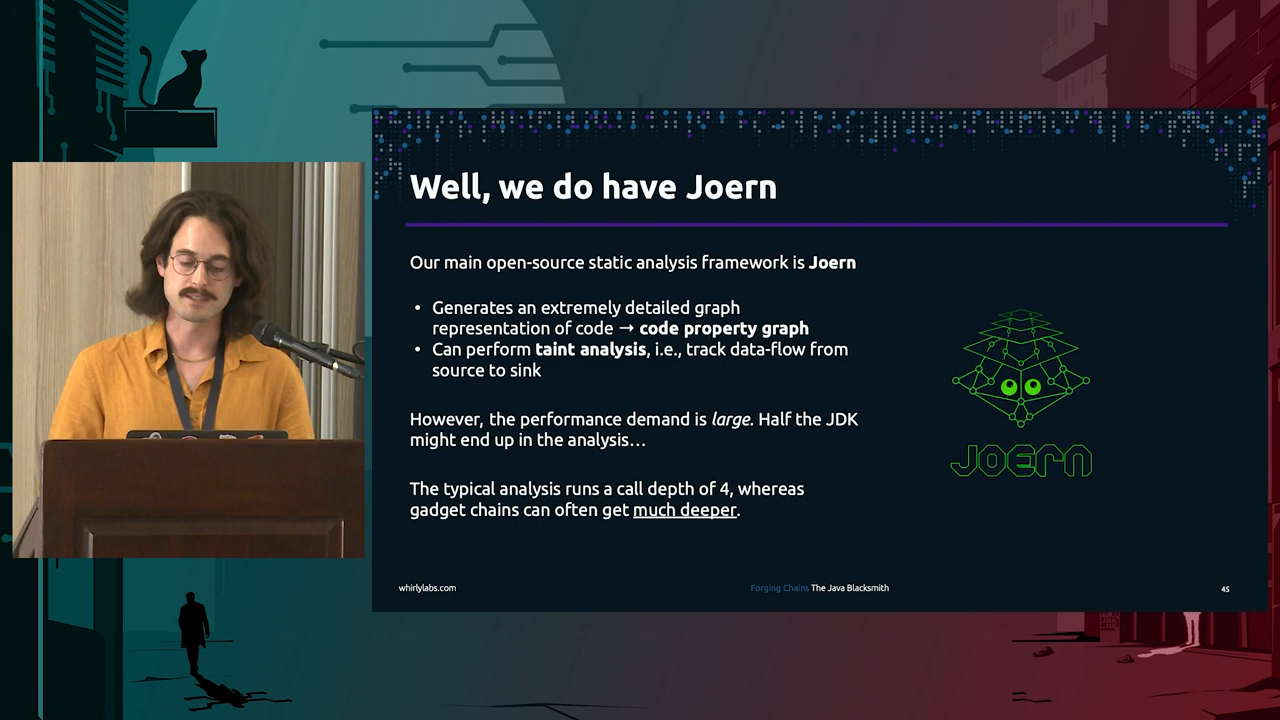 Well, we do have Joern
Our main open-source static analysis framework is Joern
• Generates an extremely detailed graph
representation of code → code property graph
• Can perform taint analysis, i.e., track data-flow from
source to sink
However, the performance demand is large. Half the JDK
might end up in the analysis…
The typical analysis runs a call depth of 4, whereas
gadget chains can often get much deeper.
JOERN
whirlylabs.com
Forging Chains The Java Blacksmith
45